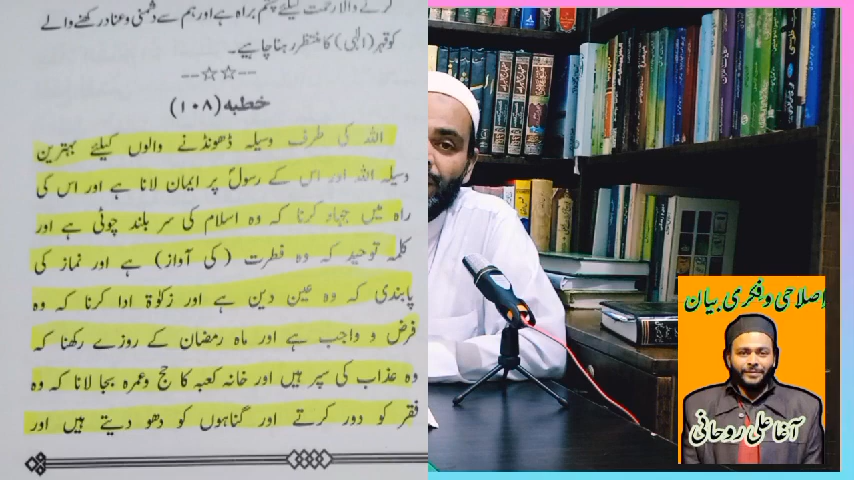 کرنے والا رحمت کیلئے چشم براہ ہے اور ہم سے دشمنی و عناد رکھنے والے
کو قہر (الٰہی) کا منتظر رہنا چاہیے۔
--☆☆--
خطبہ (۱۰۸)
اللہ کی طرف وسیلہ ڈھونڈنے والوں کیلئے بہترین
وسیلہ اللہ اور اس کے رسولؐ پر ایمان لانا ہے اور اس کی
راہ میں جہاد کرنا کہ وہ اسلام کی سر بلند چوٹی ہے اور
کلمہ توحید کہ وہ فطرت (کی آواز) ہے اور نماز کی
پابندی کہ وہ عین دین ہے اور زکوٰۃ ادا کرنا کہ وہ
فرض و واجب ہے اور ماہ رمضان کے روزے رکھنا کہ
وہ عذاب کی سپر ہیں اور خانہ کعبہ کا حج و عمرہ بجا لانا کہ وہ
فقر کو دور کرتے اور گناہوں کو دھو دیتے ہیں اور
اصلاحی و فکری بیان
آغا علی روحانی